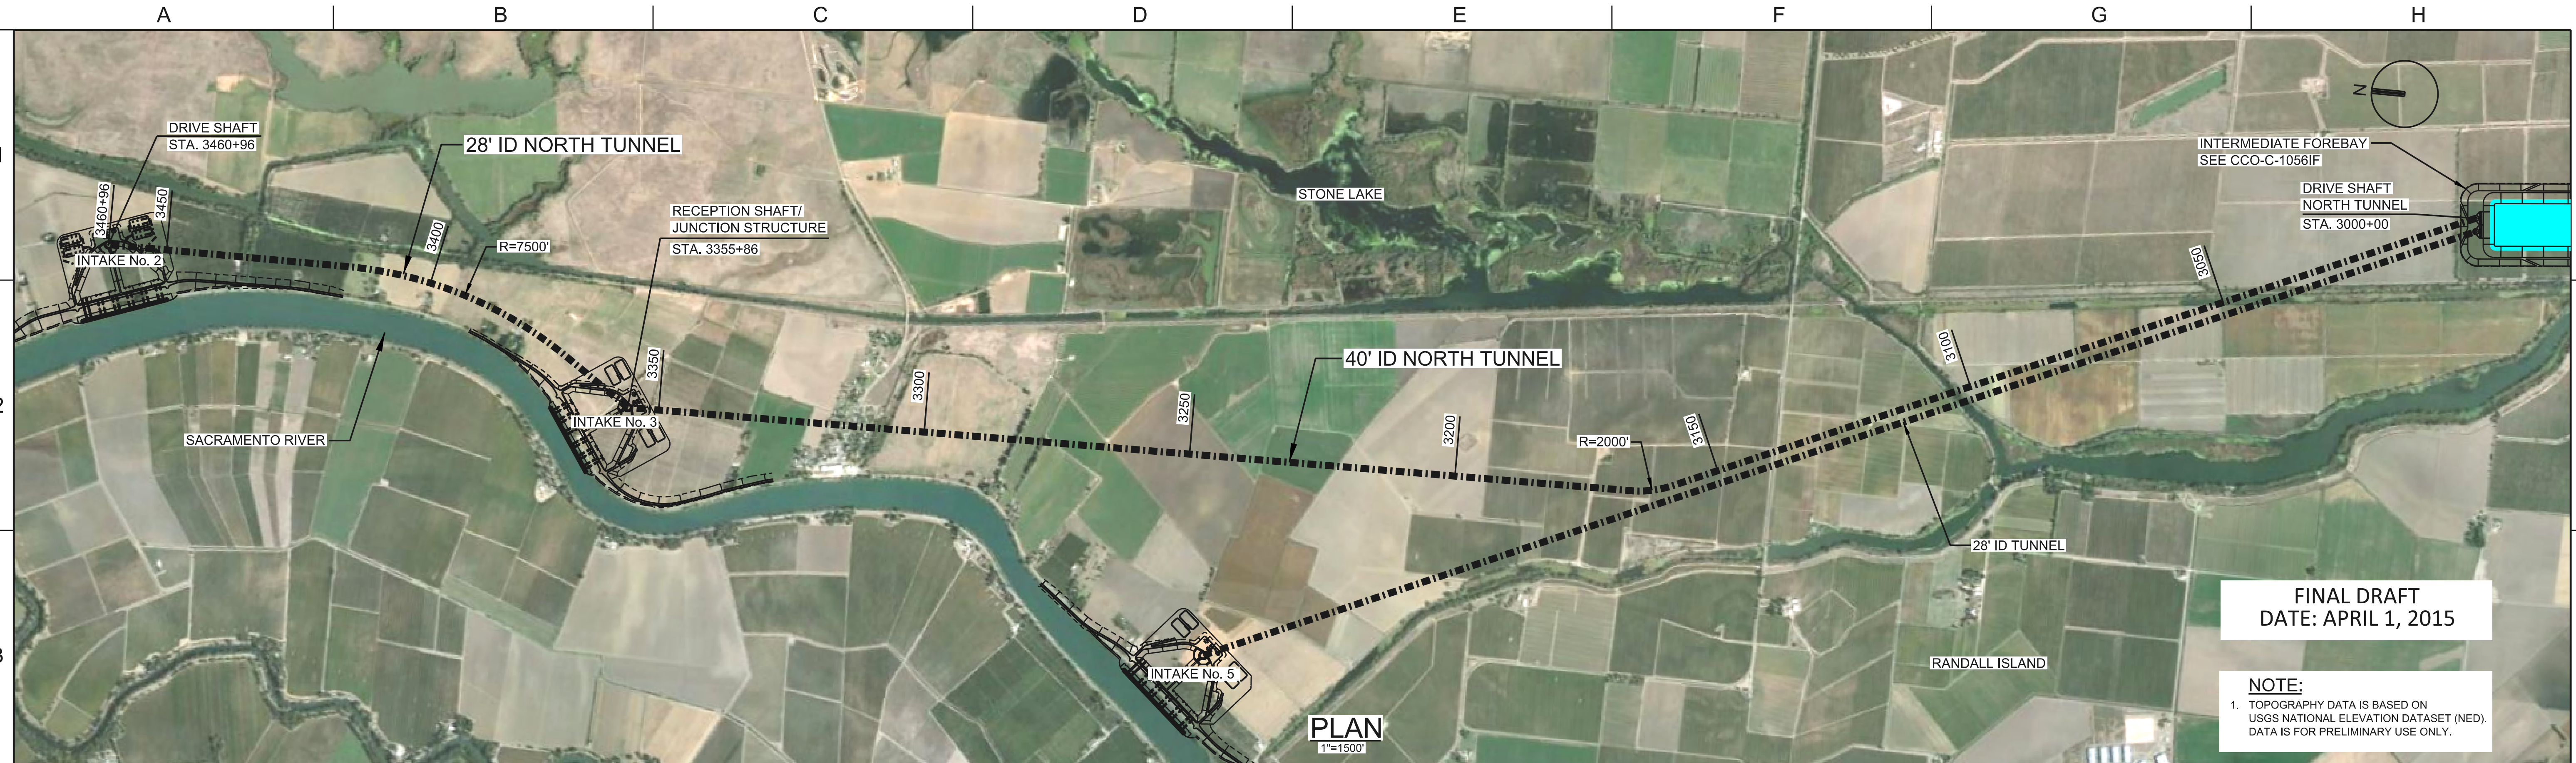 A
B
C
D
E
F
G
H
DRIVE SHAFT
STA. 3460+96
28' ID NORTH TUNNEL
3460+96
3450
3400
R=7500'
INTAKE No. 2
RECEPTION SHAFT/
JUNCTION STRUCTURE
STA. 3355+86
STONE LAKE
N
INTERMEDIATE FOREBAY
SEE CCO-C-1056IF
DRIVE SHAFT
NORTH TUNNEL
STA. 3000+00
3050
3100
3350
3300
40' ID NORTH TUNNEL
3250
3200
R=2000'
3150
INTAKE No. 3
SACRAMENTO RIVER
28' ID TUNNEL
INTAKE No. 5
RANDALL ISLAND
FINAL DRAFT
DATE: APRIL 1, 2015
PLAN
1"=1500'
NOTE:
1. TOPOGRAPHY DATA IS BASED ON
USGS NATIONAL ELEVATION DATASET (NED).
DATA IS FOR PRELIMINARY USE ONLY.